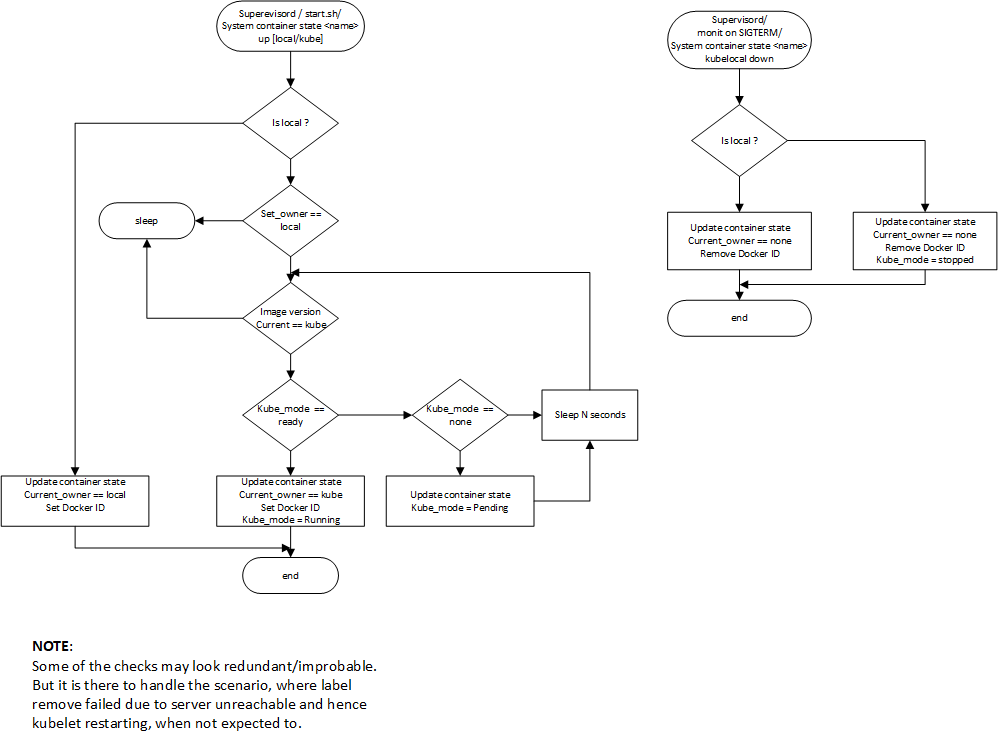 Superevisord / start.sh/
System container state <name>
up [local/kube]
Is local ?
Set_owner ==
local
sleep
Image version
Current == kube
Kube_mode ==
ready
Kube_mode ==
none
Sleep N seconds
Update container state
Current_owner == local
Set Docker ID
Update container state
Current_owner == kube
Set Docker ID
Kube_mode = Running
Update container state
Kube_mode = Pending
end
Supervisord/
monit on SIGTERM/
System container state <name>
kubelocal down
Is local ?
Update container state
Current_owner == none
Remove Docker ID
Update container state
Current_owner == none
Remove Docker ID
Kube_mode = stopped
end
NOTE:
Some of the checks may look redundant/improbable.
But it is there to handle the scenario, where label
remove failed due to server unreachable and hence
kubelet restarting, when not expected to.